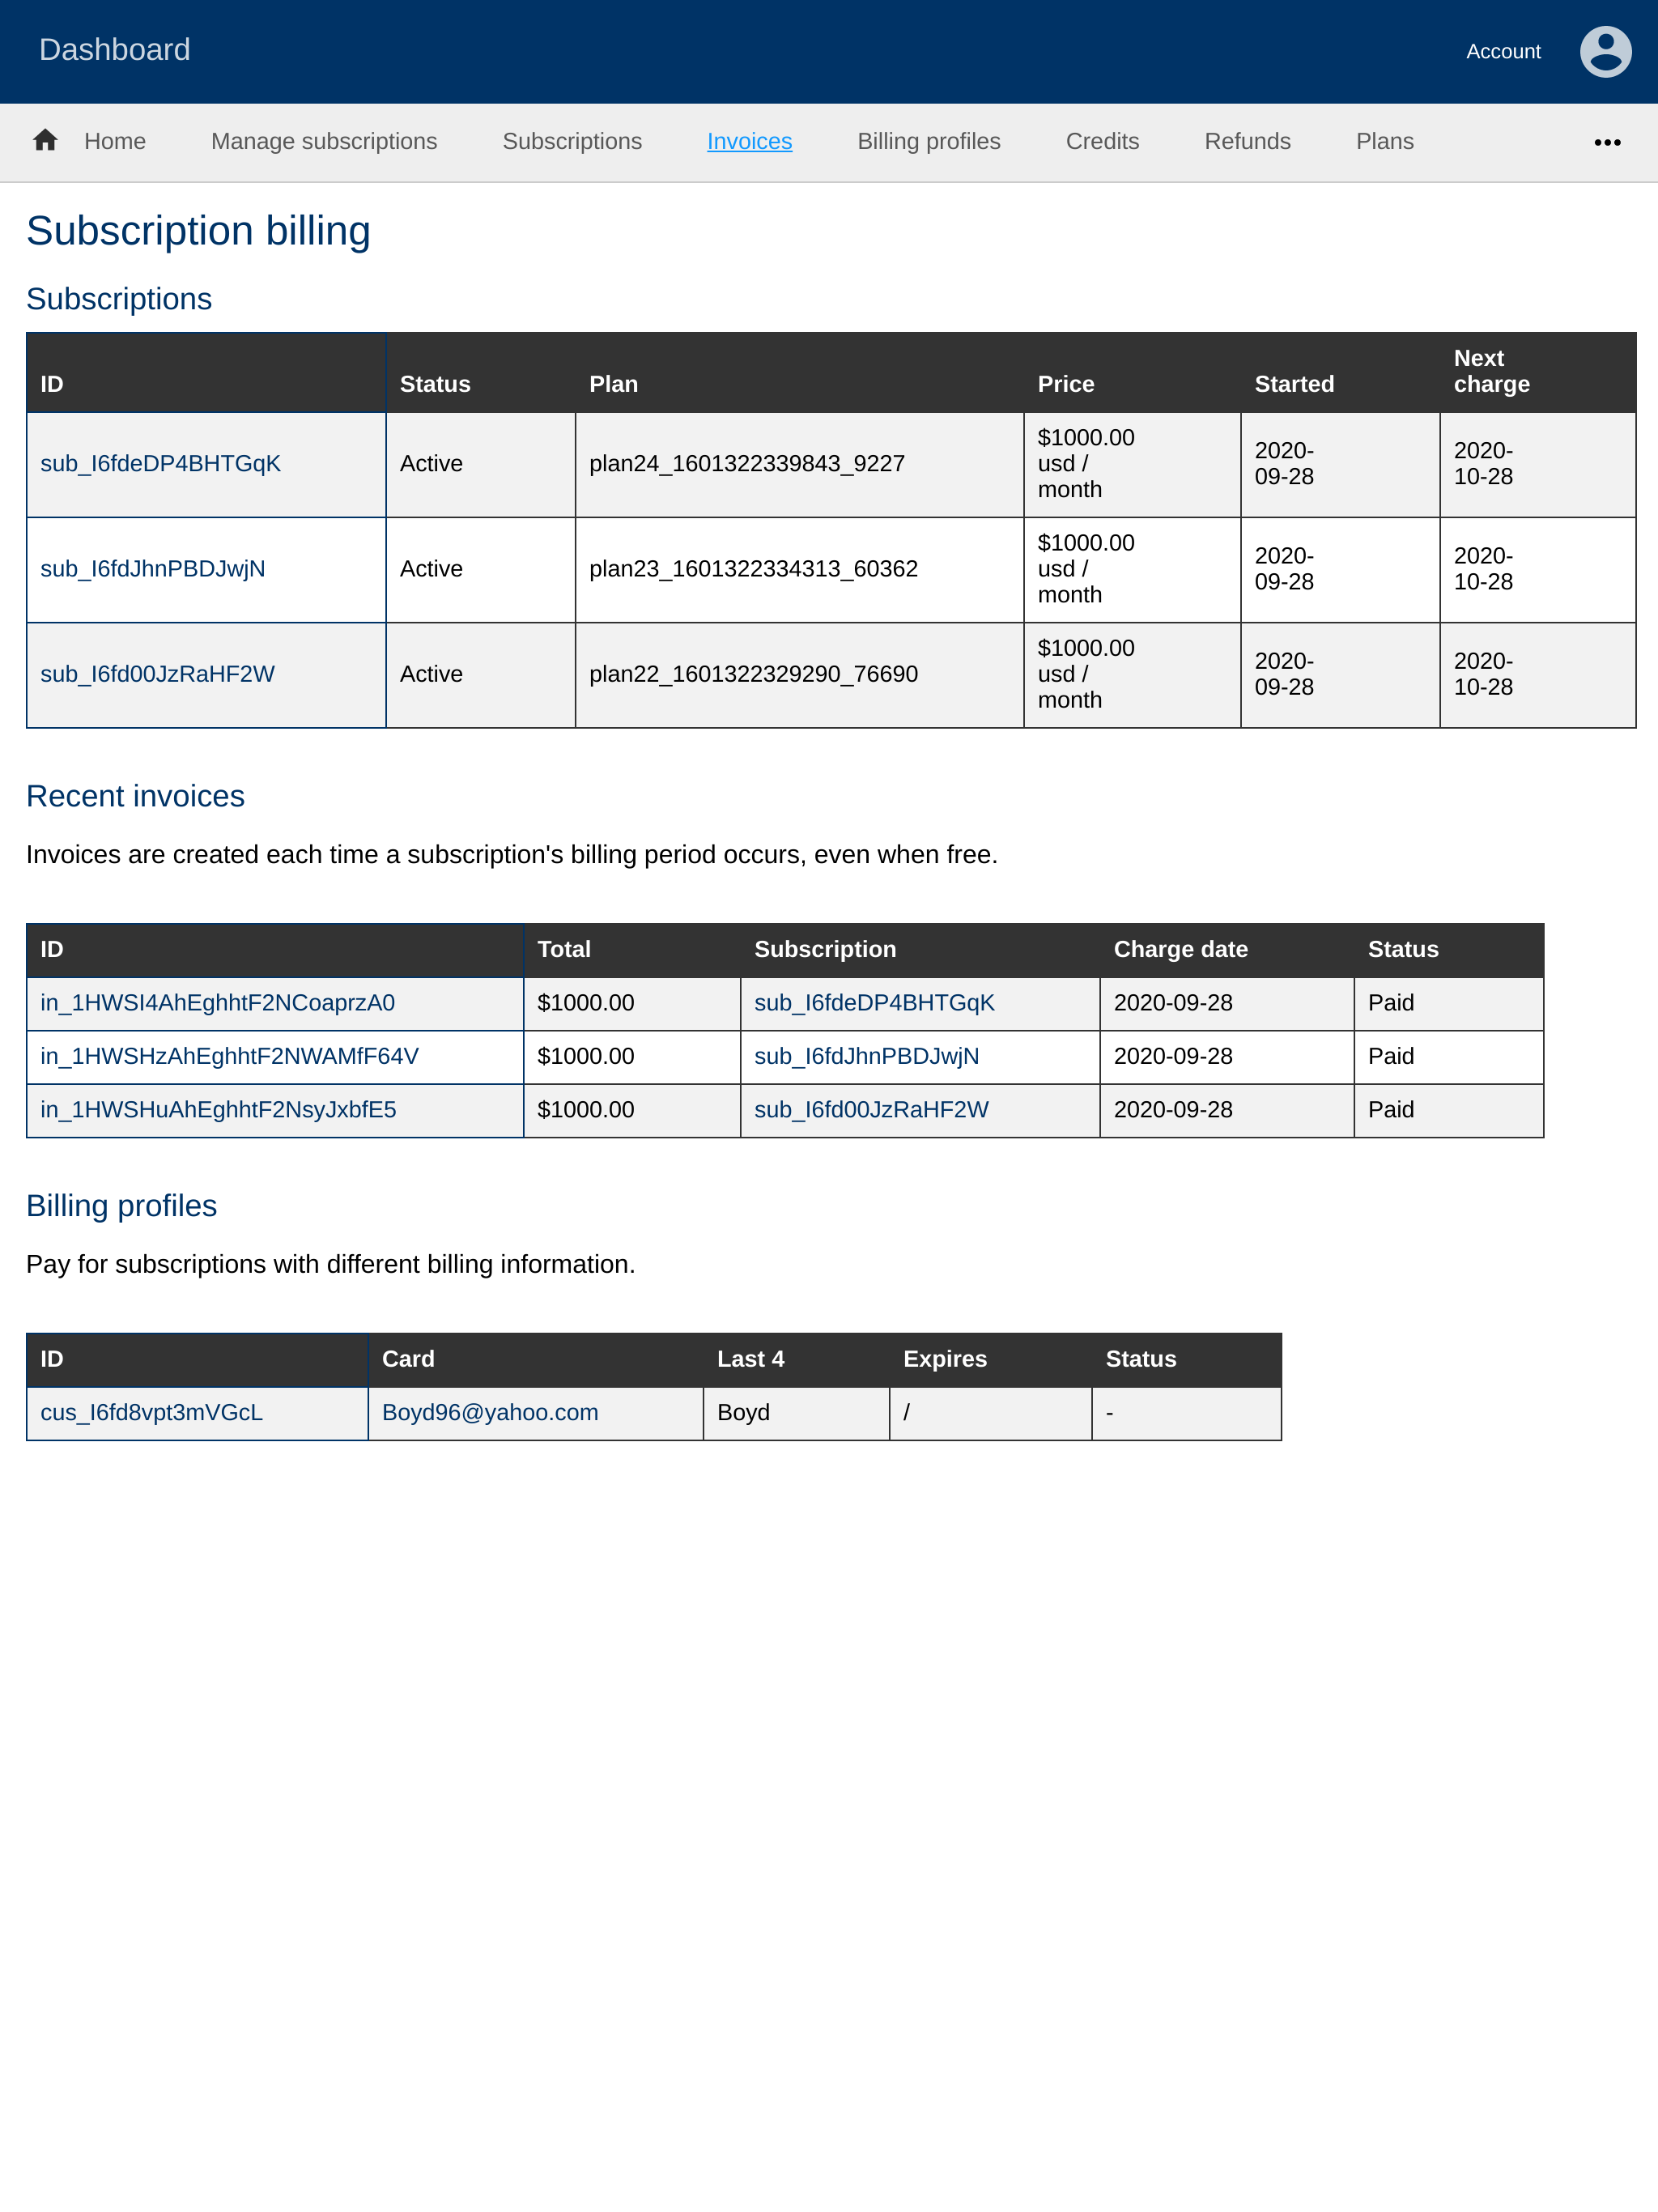 Dashboard
Account
Home Manage subscriptions Subscriptions Invoices Billing profiles Credits Refunds Plans
Subscription billing
Subscriptions
ID Status Plan Price Started Next charge
sub_I6fdeDP4BHTGqK Active plan24_1601322339843_9227 $1000.00 usd / month 2020-09-28 2020-10-28
sub_I6fdJhnPBDJwjN Active plan23_1601322334313_60362 $1000.00 usd / month 2020-09-28 2020-10-28
sub_I6fd00JzRaHF2W Active plan22_1601322329290_76690 $1000.00 usd / month 2020-09-28 2020-10-28
Recent invoices
Invoices are created each time a subscription's billing period occurs, even when free.
ID Total Subscription Charge date Status
in_1HWSI4AhEghhtF2NCoaprzA0 $1000.00 sub_I6fdeDP4BHTGqK 2020-09-28 Paid
in_1HWSHzAhEghhtF2NWAMfF64V $1000.00 sub_I6fdJhnPBDJwjN 2020-09-28 Paid
in_1HWSHuAhEghhtF2NsyJxbfE5 $1000.00 sub_I6fd00JzRaHF2W 2020-09-28 Paid
Billing profiles
Pay for subscriptions with different billing information.
ID Card Last 4 Expires Status
cus_I6fd8vpt3mVGcL Boyd96@yahoo.com Boyd / -